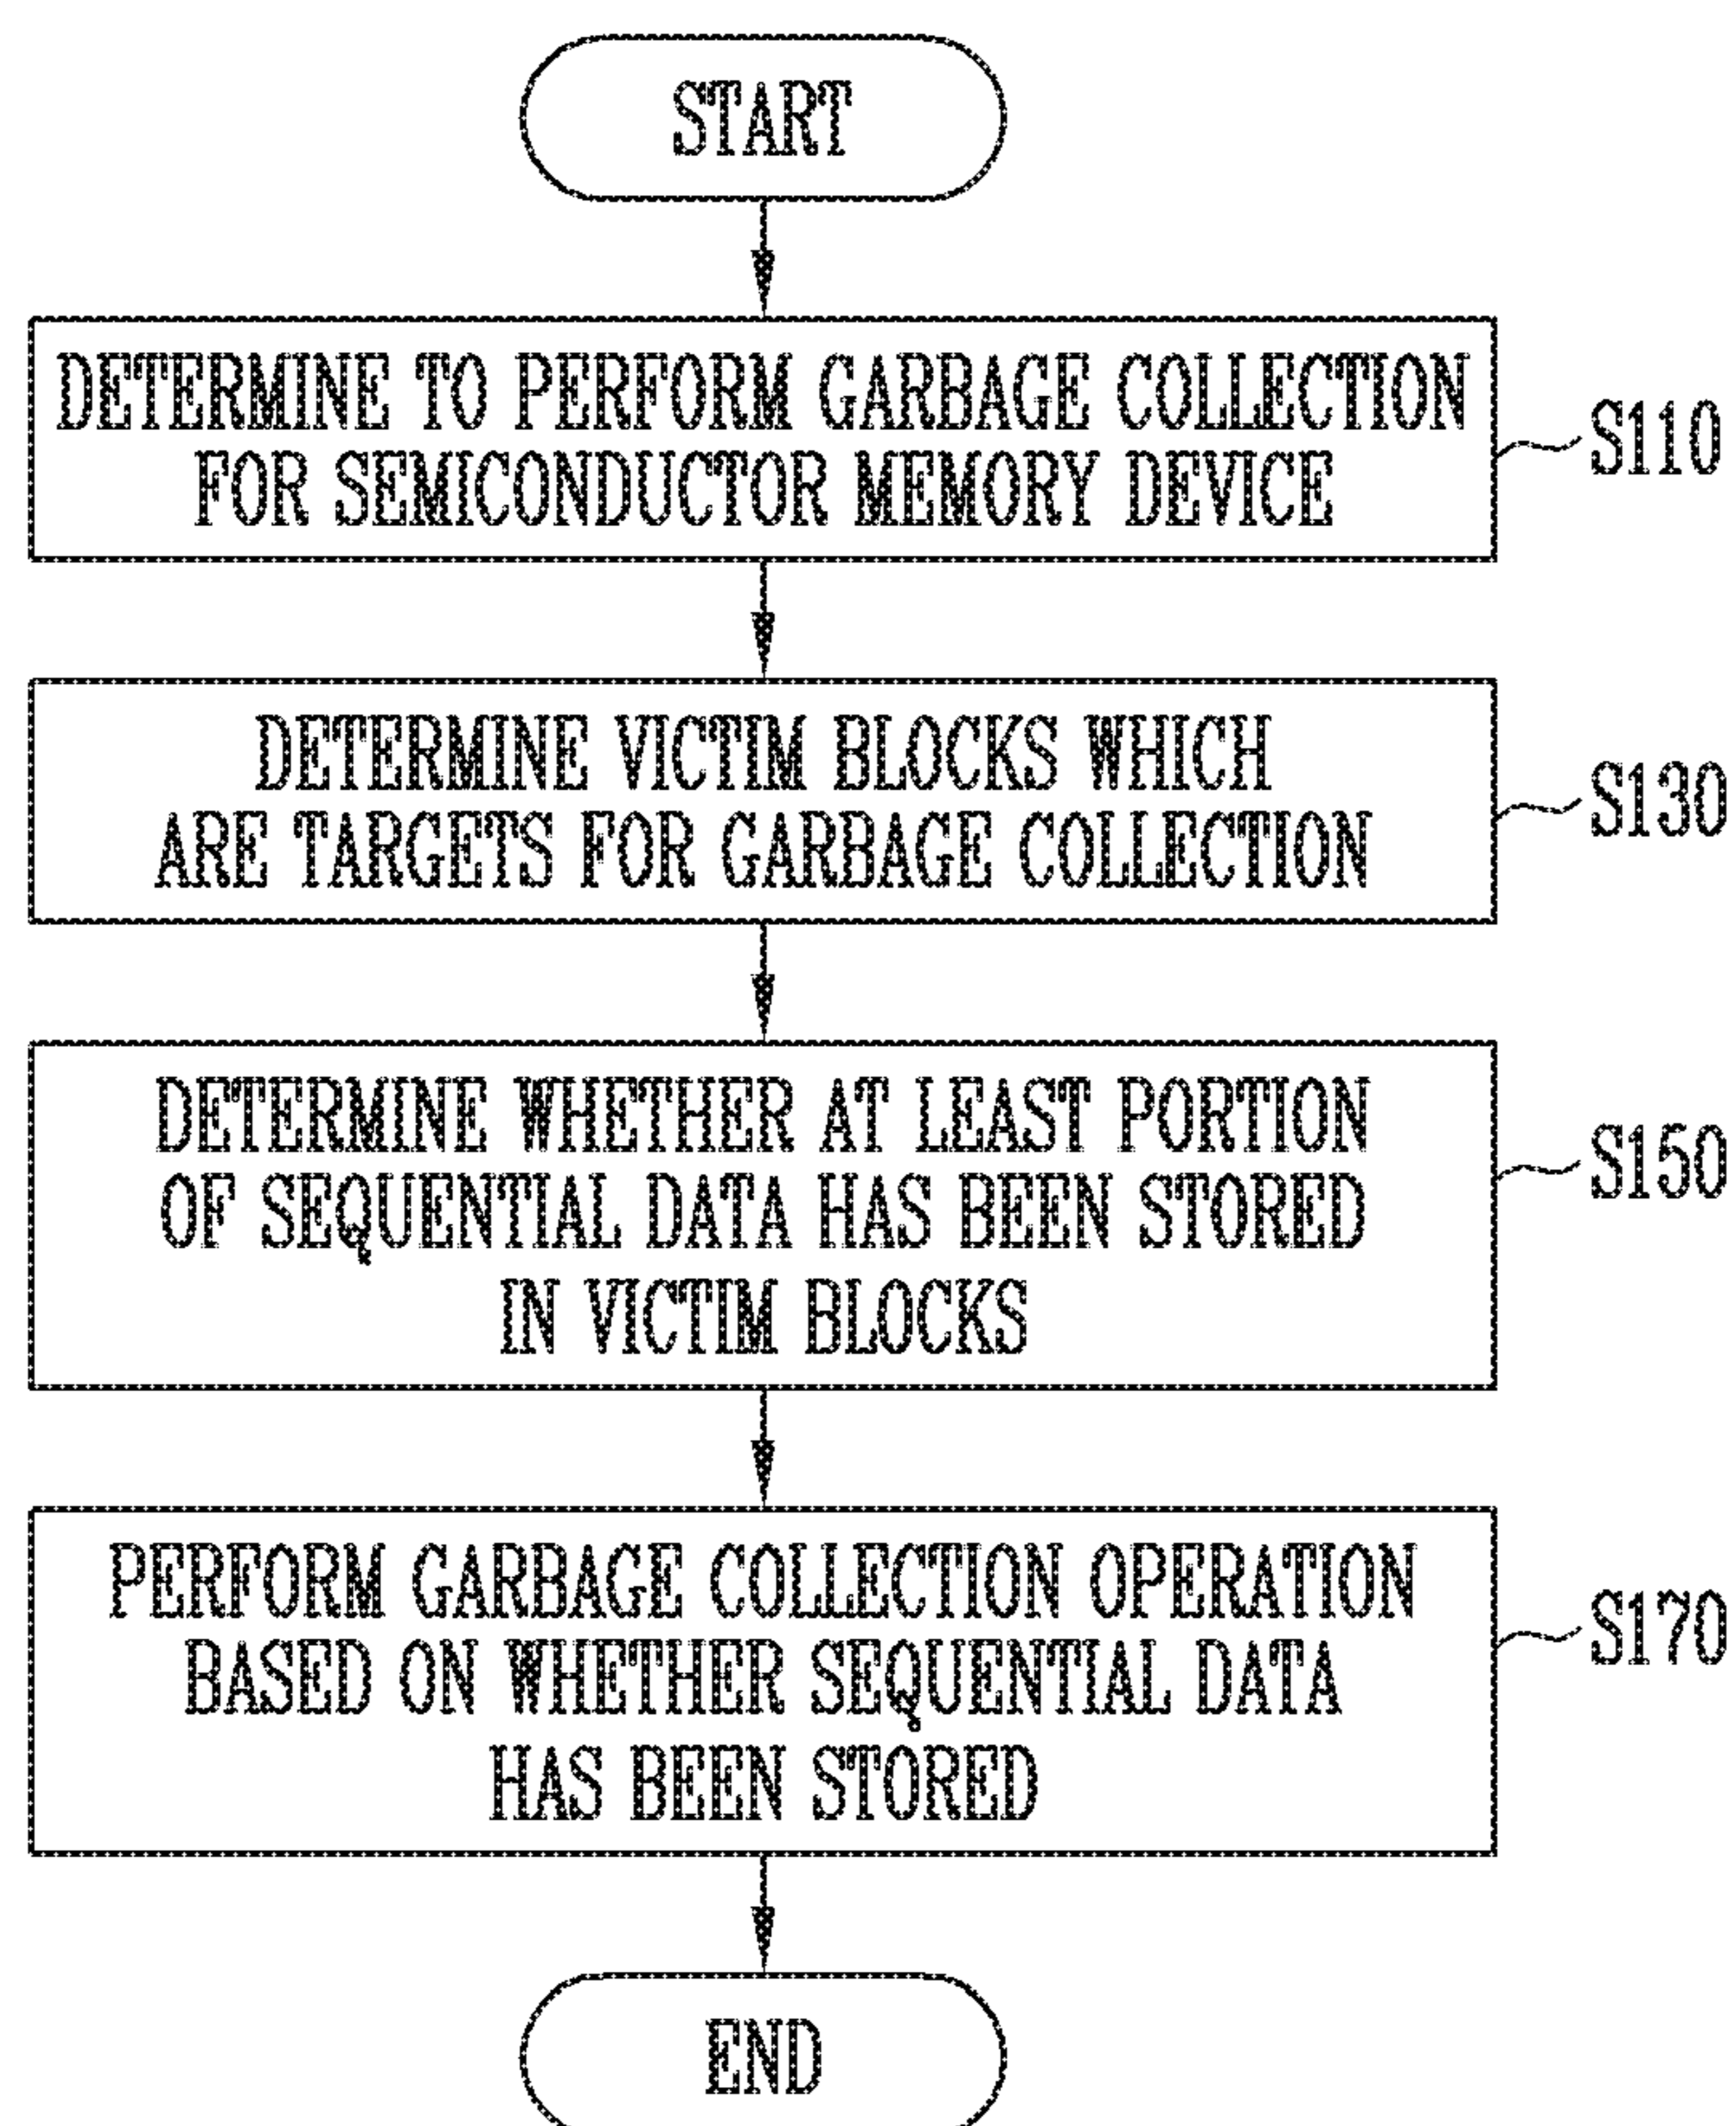 START
DETERMINE TO PERFORM GARBAGE COLLECTION
FOR SEMICONDUCTOR MEMORY DEVICE
S110
DETERMINE VICTIM BLOCKS WHICH
ARE TARGETS FOR GARBAGE COLLECTION
S130
DETERMINE WHETHER AT LEAST PORTION
OF SEQUENTIAL DATA HAS BEEN STORED
IN VICTIM BLOCKS
S150
PERFORM GARBAGE COLLECTION OPERATION
BASED ON WHETHER SEQUENTIAL DATA
HAS BEEN STORED
S170
END